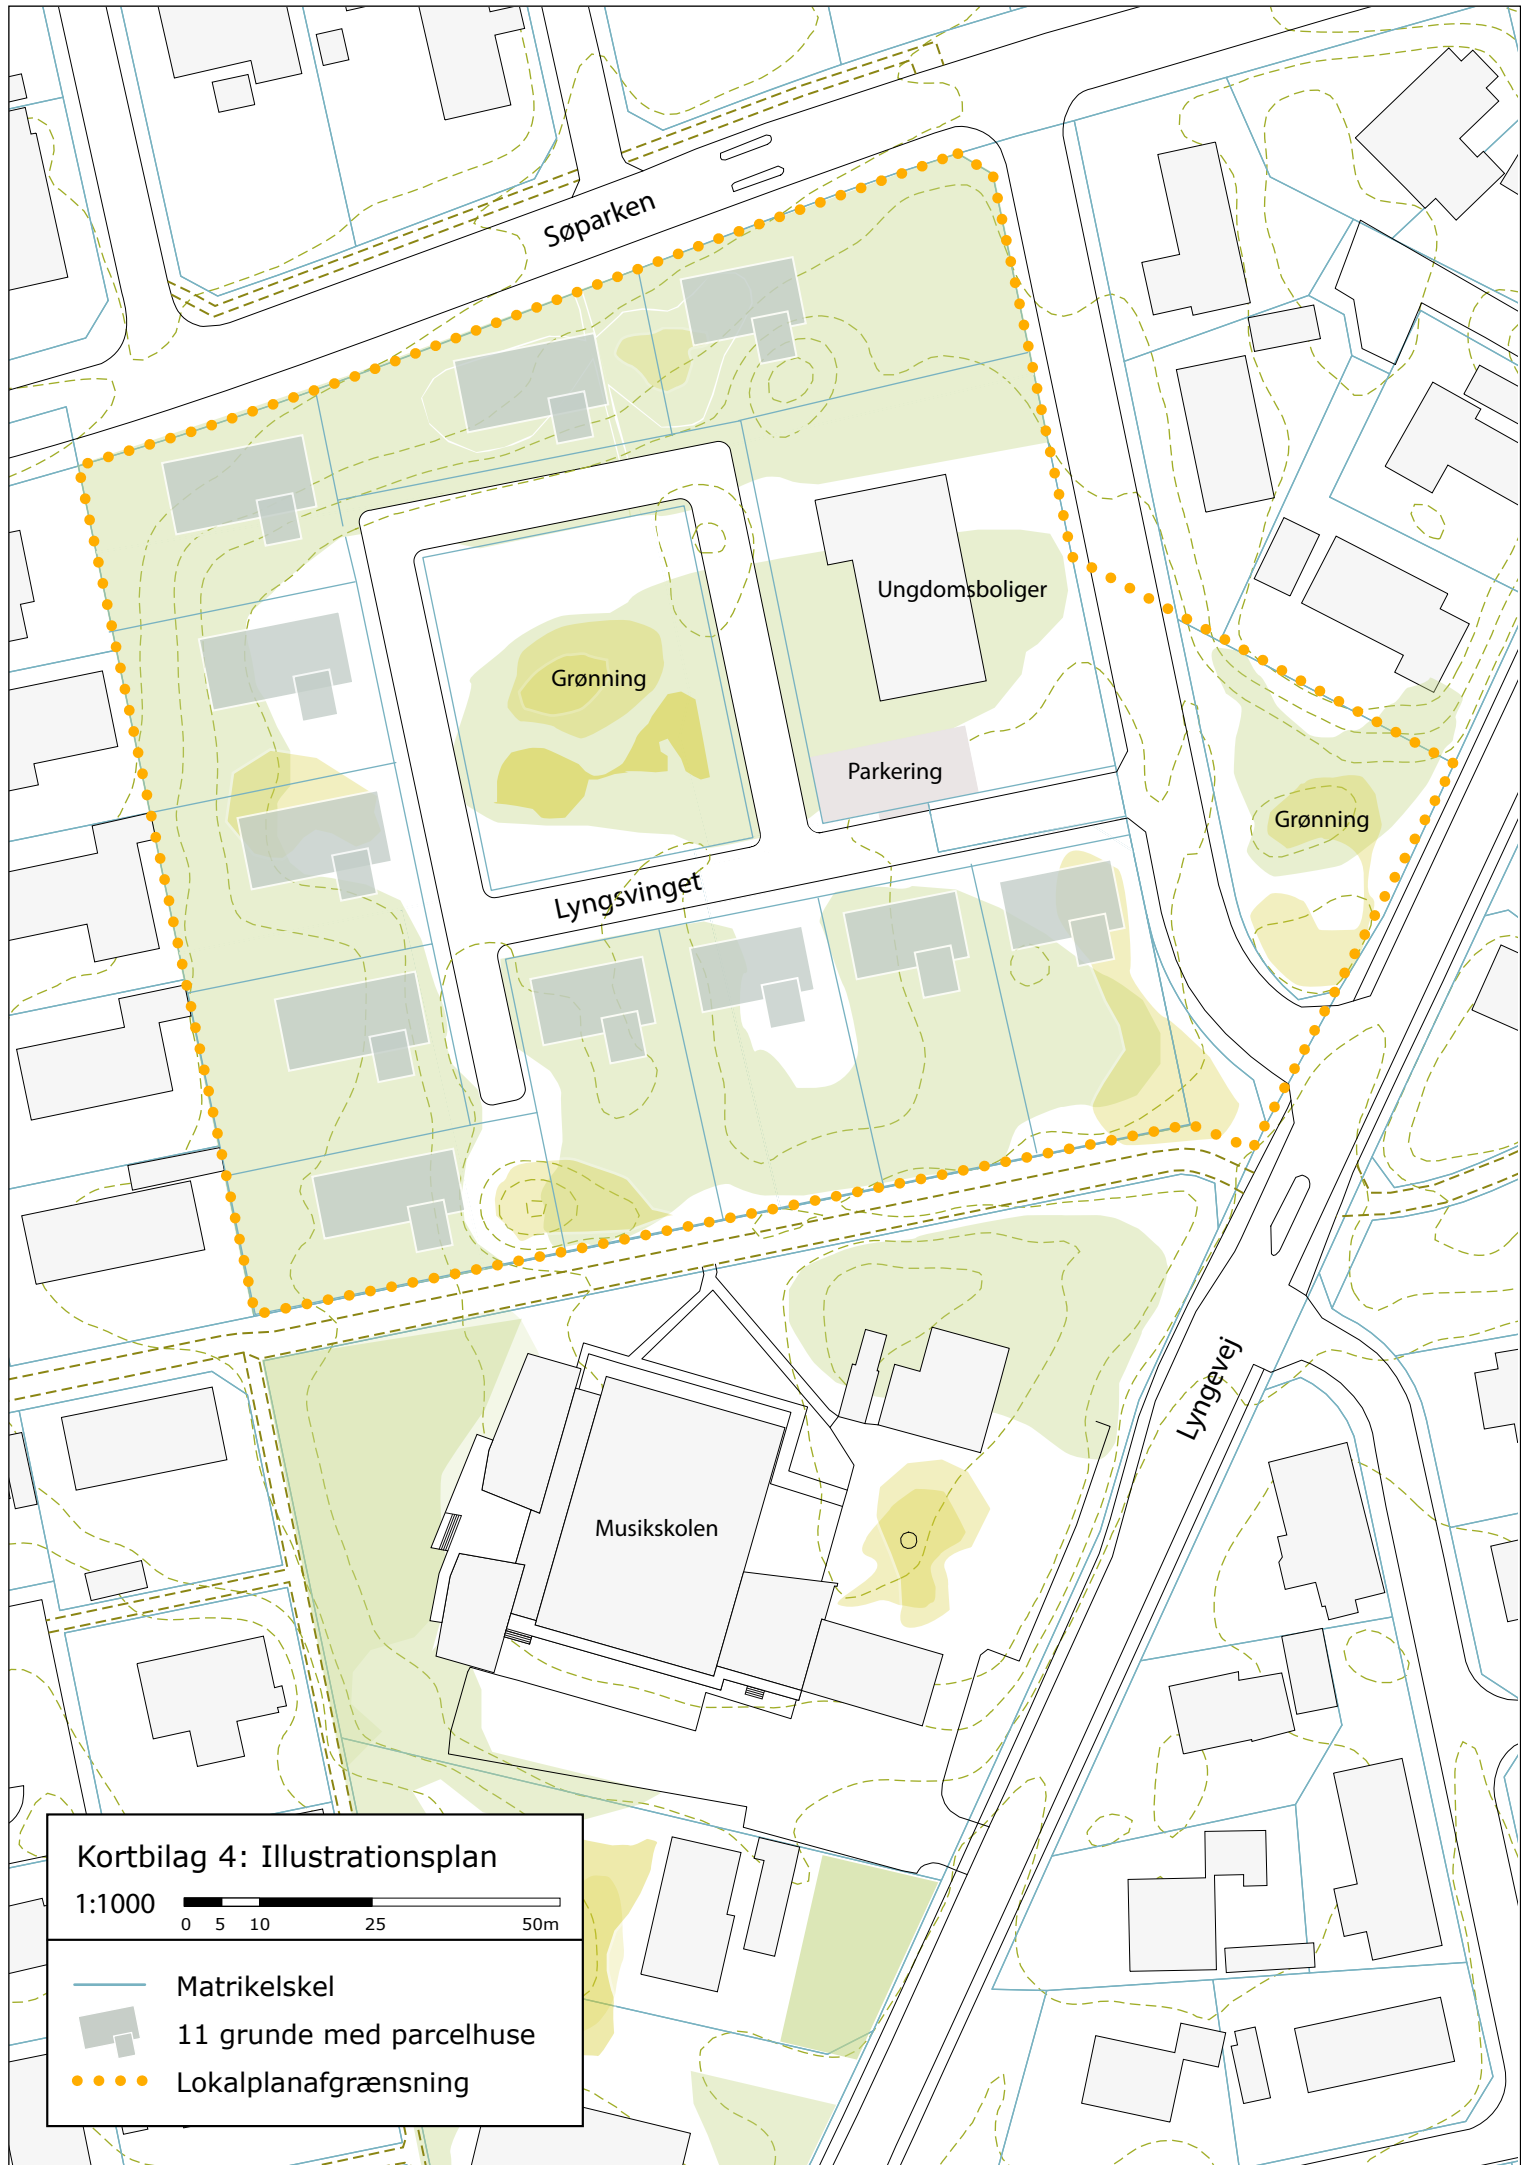 Søparken
Ungdomsboliger
Grønning
Parkering
Grønning
Lyngsvinget
Lyngevej
Musikskolen
Kortbilag 4: Illustrationsplan
1:1000
0 5 10 25 50m
Matrikelskel
11 grunde med parcelhuse
Lokalplanafgrænsning